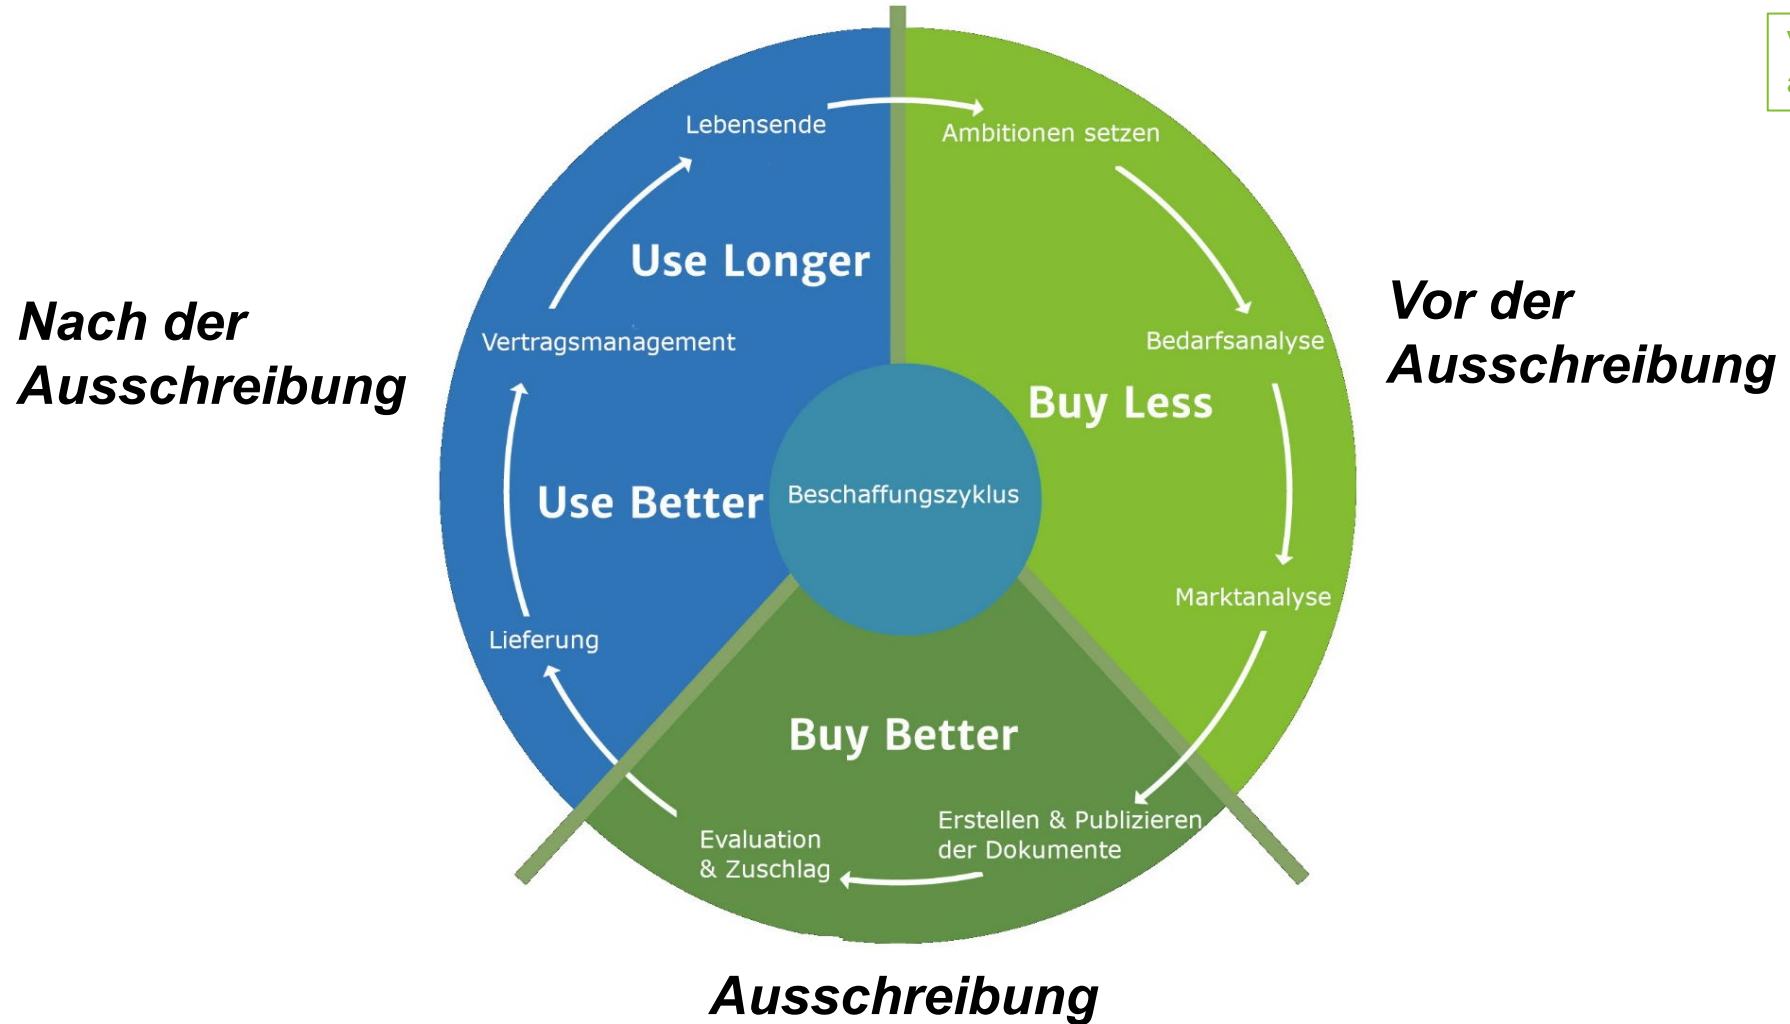 Lebensende
Ambitionen setzen
Use Longer
Nach der
Ausschreibung
Vertragsmanagement
Vor der
Ausschreibung
Bedarfsanalyse
Buy Less
Use Better
Beschaffungszyklus
Marktanalyse
Lieferung
Buy Better
Erstellen & Publizieren
der Dokumente
Evaluation
& Zuschlag
Ausschreibung